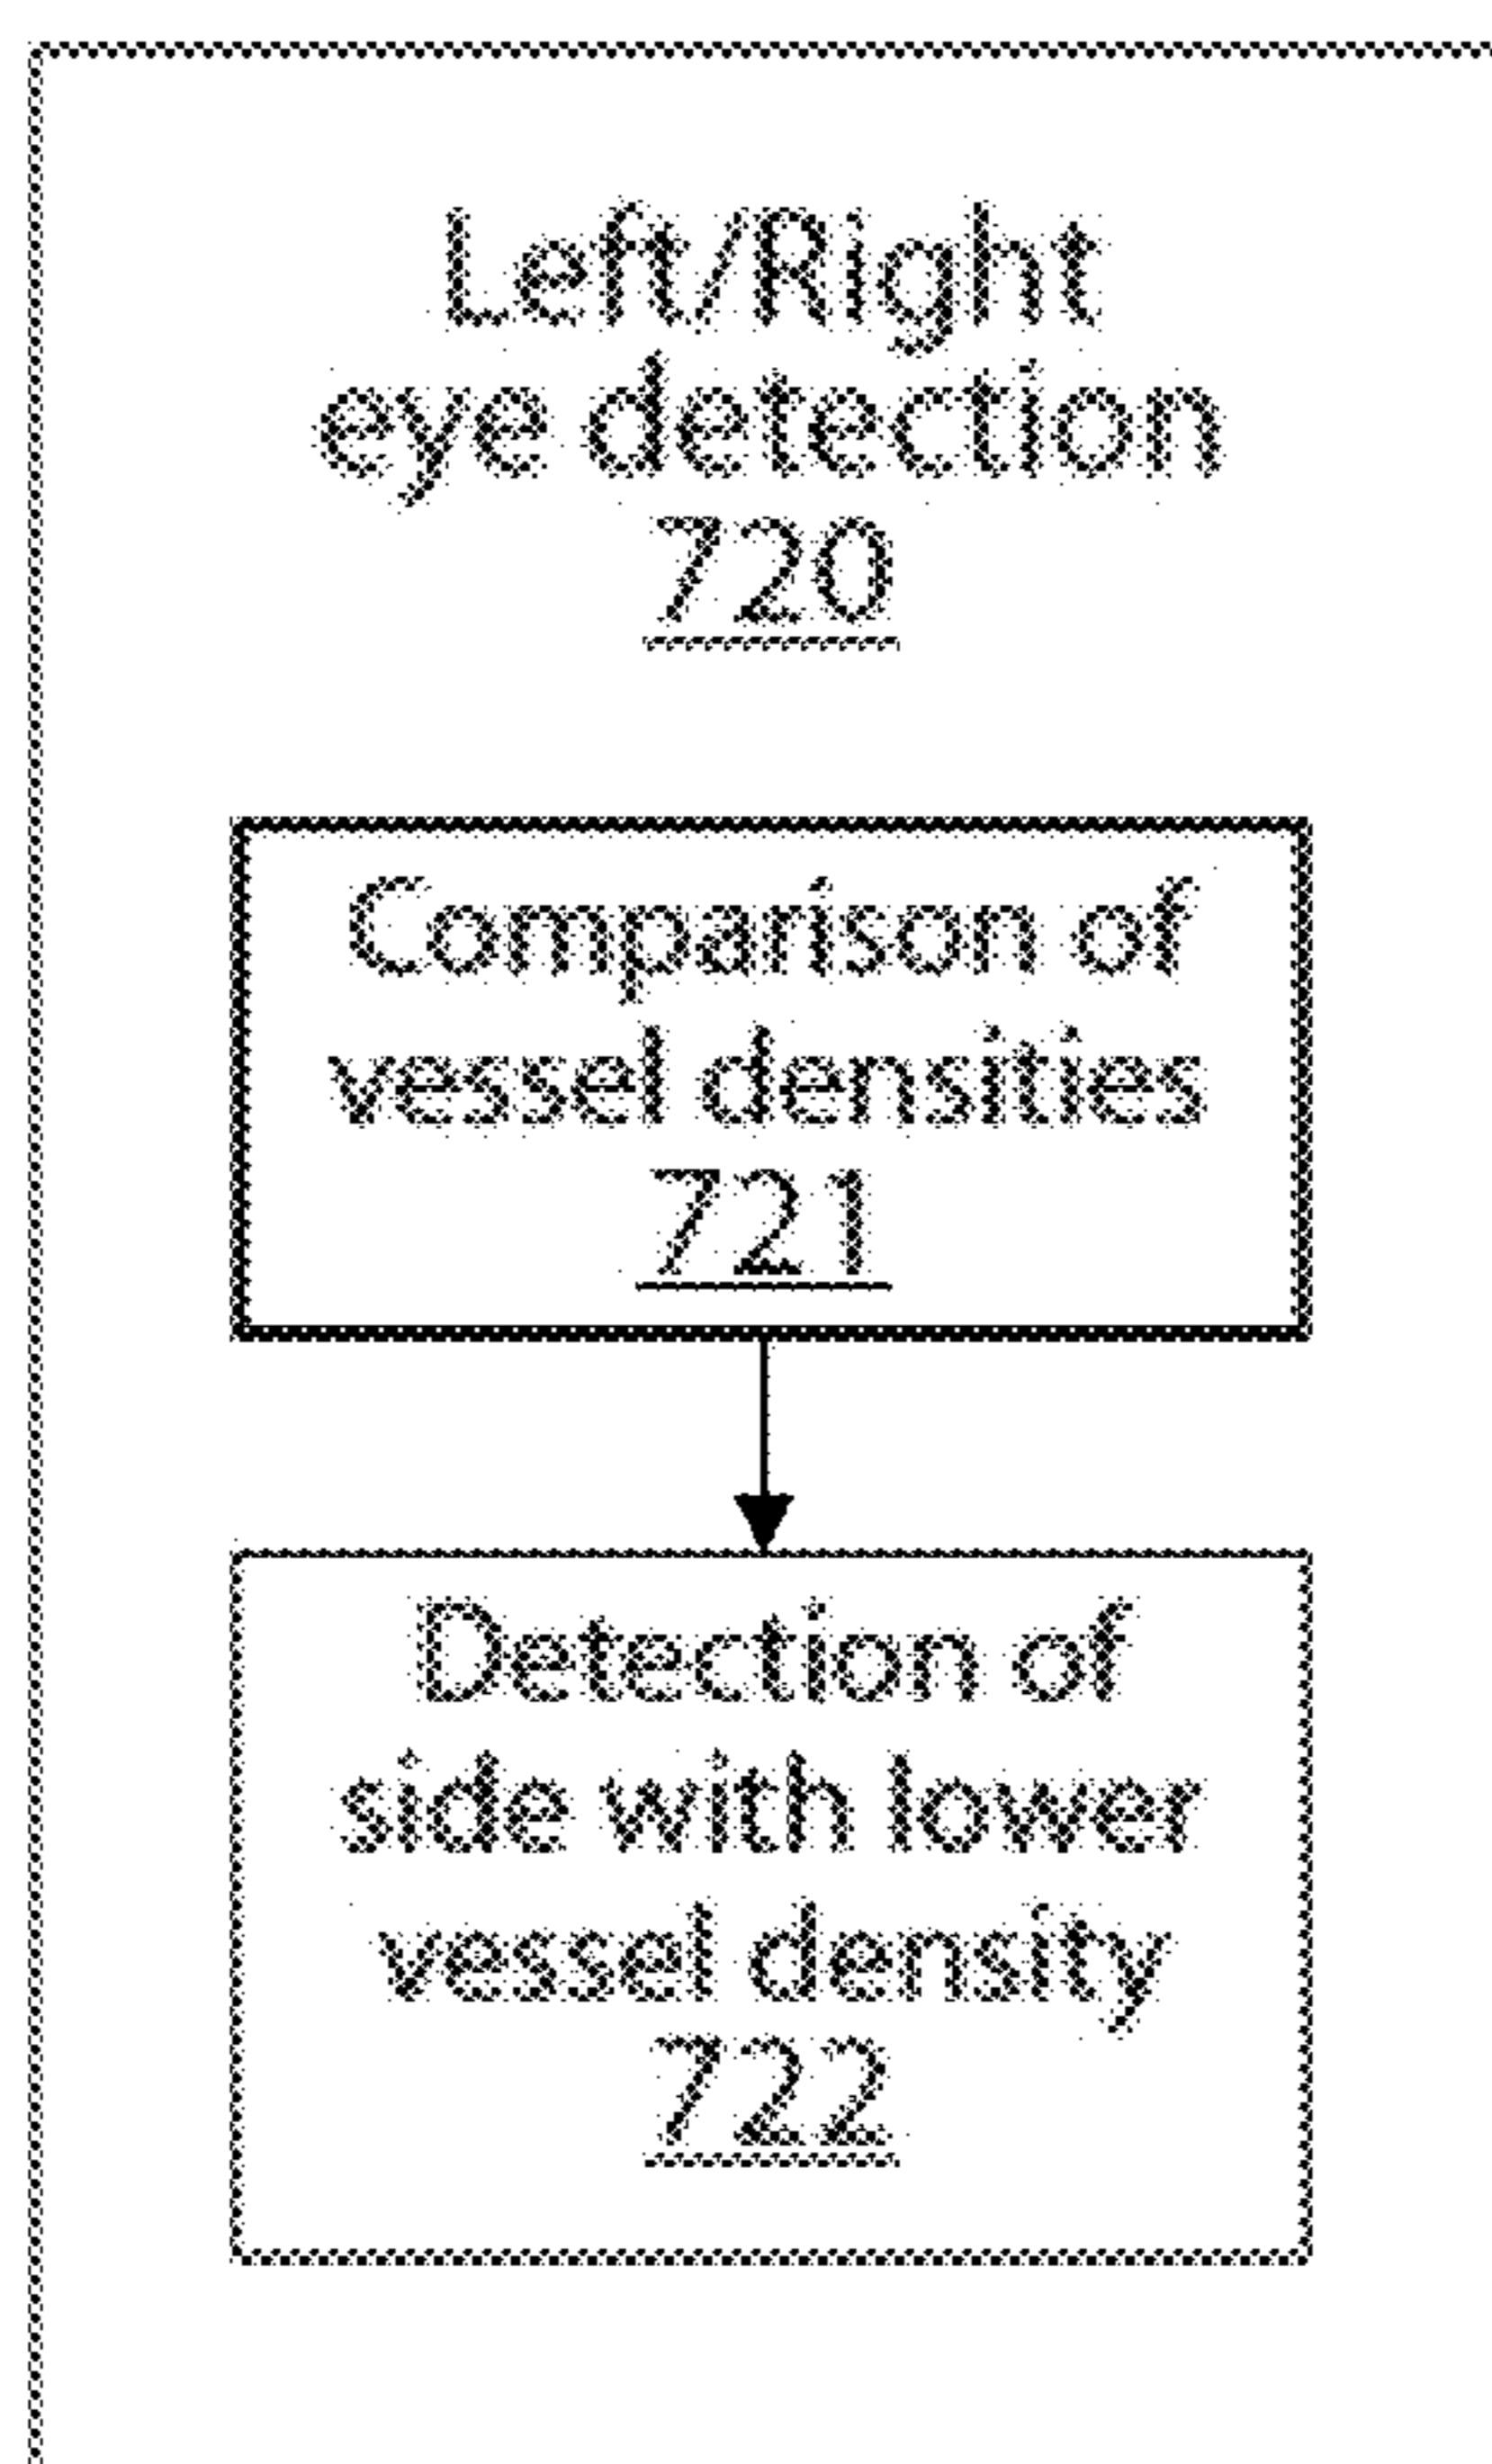 Left/Right
eye detection
720
Comparison of
vessel densities
721
Detection of
side with lower
vessel density
722